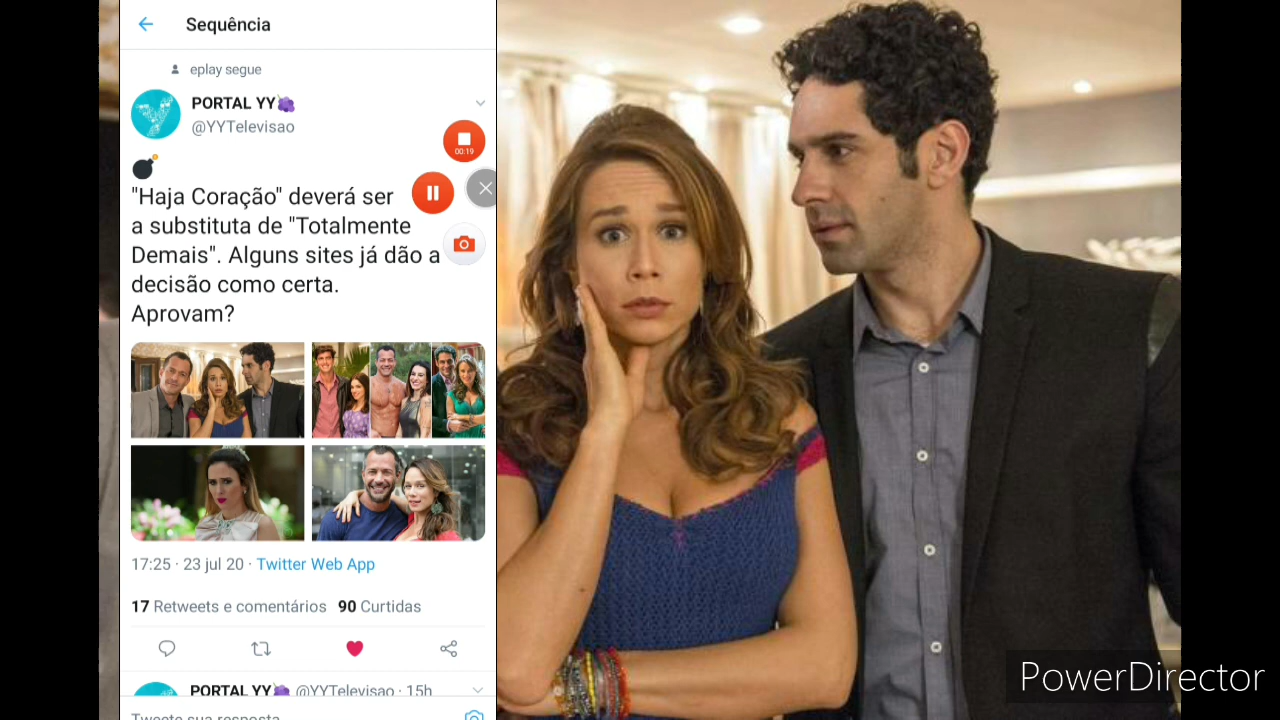 Sequência
eplay segue
PORTAL YY🍇
@YYTelevisao
00:19
💣
"Haja Coração" deverá ser
a substituta de "Totalmente
Demais". Alguns sites já dão a
decisão como certa.
Aprovam?
17:25 · 23 jul 20 · Twitter Web App
17 Retweets e comentários 90 Curtidas
PORTAL YY🍇 @YYTelevisao · 15h
Tweete sua resposta
PowerDirector